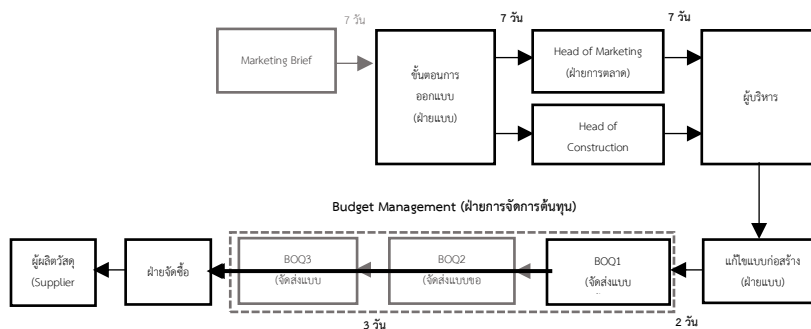 7 วัน
7 วัน
7 วัน
Marketing Brief
ขั้นตอนการ
ออกแบบ
(ฝ่ายแบบ)
Head of Marketing
(ฝ่ายการตลาด)
Head of
Construction
ผู้บริหาร
Budget Management (ฝ่ายการจัดการต้นทุน)
ผู้ผลิตวัสดุ
(Supplier
ฝ่ายจัดซื้อ
BOQ3
(จัดส่งแบบ
BOQ2
(จัดส่งแบบขอ
BOQ1
(จัดส่งแบบ
แก้ไขแบบก่อสร้าง
(ฝ่ายแบบ)
3 วัน
2 วัน